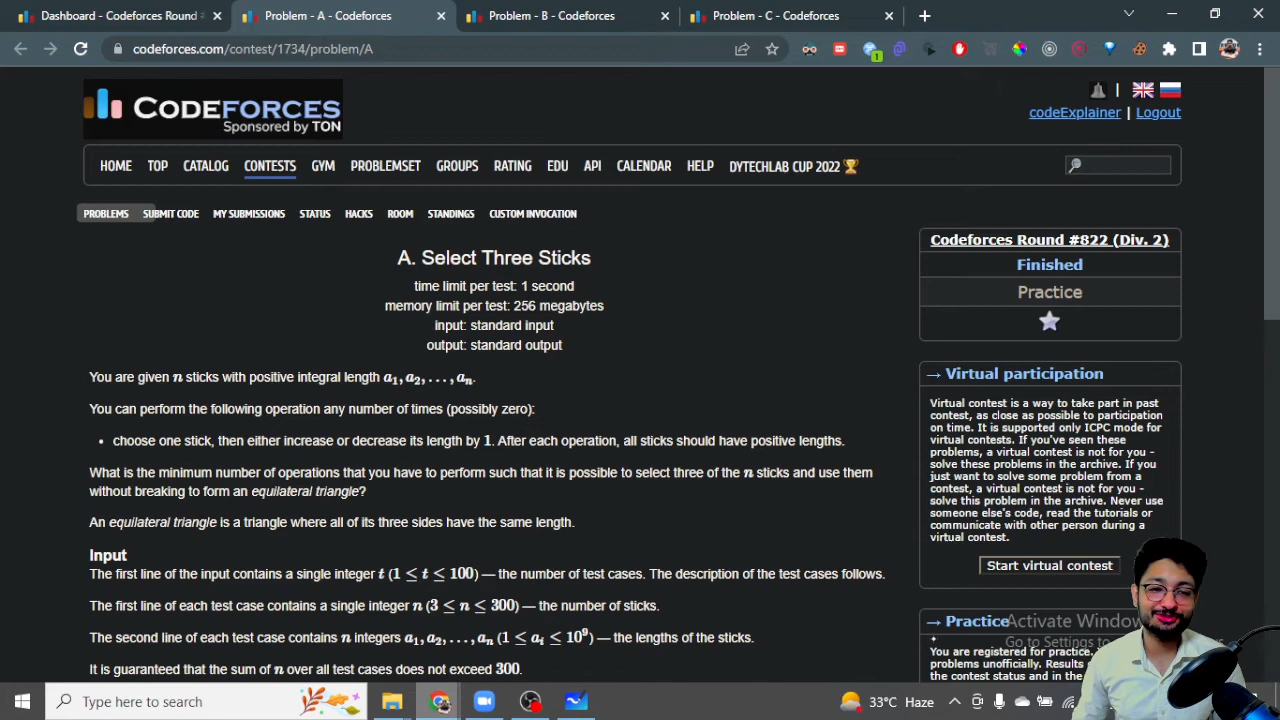 Dashboard - Codeforces Round
Problem - A - Codeforces
Problem - B - Codeforces
Problem - C - Codeforces
codeforces.com/contest/1734/problem/A
1
CODEFORCES
Sponsored by TON
codeExplainer | Logout
HOME TOP CATALOG CONTESTS GYM PROBLEMSET GROUPS RATING EDU API CALENDAR HELP DYTECHLAB CUP 2022
PROBLEMS SUBMIT CODE MY SUBMISSIONS STATUS HACKS ROOM STANDINGS CUSTOM INVOCATION
A. Select Three Sticks
time limit per test: 1 second
memory limit per test: 256 megabytes
input: standard input
output: standard output
You are given n sticks with positive integral length a₁, a₂, . . . , aₙ.
You can perform the following operation any number of times (possibly zero):
• choose one stick, then either increase or decrease its length by 1. After each operation, all sticks should have positive lengths.
What is the minimum number of operations that you have to perform such that it is possible to select three of the n sticks and use them
without breaking to form an equilateral triangle?
An equilateral triangle is a triangle where all of its three sides have the same length.
Input
The first line of the input contains a single integer t (1 ≤ t ≤ 100) — the number of test cases. The description of the test cases follows.
The first line of each test case contains a single integer n (3 ≤ n ≤ 300) — the number of sticks.
The second line of each test case contains n integers a₁, a₂, . . . , aₙ (1 ≤ aᵢ ≤ 10⁹) — the lengths of the sticks.
It is guaranteed that the sum of n over all test cases does not exceed 300.
Codeforces Round #822 (Div. 2)
Finished
Practice
→ Virtual participation
Virtual contest is a way to take part in past
contest, as close as possible to participation
on time. It is supported only ICPC mode for
virtual contests. If you've seen these
problems, a virtual contest is not for you -
solve these problems in the archive. If you
just want to solve some problem from a
contest, a virtual contest is not for you -
solve this problem in the archive. Never use
someone else's code, read the tutorials or
communicate with other person during a
virtual contest.
Start virtual contest
→ Practice
You are registered for practice.
problems unofficially. Results
the contest status and in the
Activate Window
Go to Settings to
Type here to search
33°C Haze